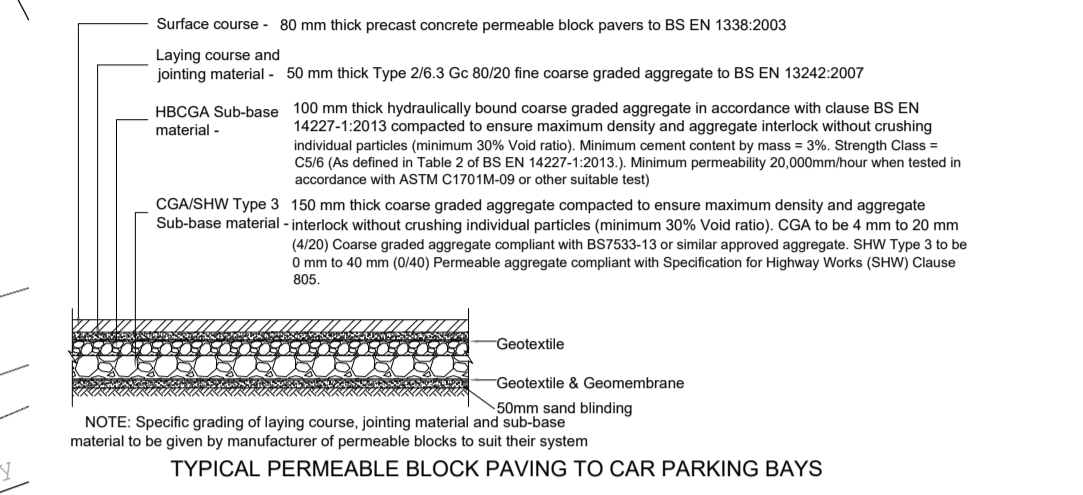 Surface course - 80 mm thick precast concrete permeable block pavers to BS EN 1338:2003
Laying course and
jointing material - 50 mm thick Type 2/6.3 Gc 80/20 fine coarse graded aggregate to BS EN 13242:2007
HBCGA Sub-base
material -
100 mm thick hydraulically bound coarse graded aggregate in accordance with clause BS EN
14227-1:2013 compacted to ensure maximum density and aggregate interlock without crushing
individual particles (minimum 30% Void ratio). Minimum cement content by mass = 3%. Strength Class =
C5/6 (As defined in Table 2 of BS EN 14227-1:2013.). Minimum permeability 20,000mm/hour when tested in
accordance with ASTM C1701M-09 or other suitable test)
CGA/SHW Type 3
Sub-base material -
150 mm thick coarse graded aggregate compacted to ensure maximum density and aggregate
interlock without crushing individual particles (minimum 30% Void ratio). CGA to be 4 mm to 20 mm
(4/20) Coarse graded aggregate compliant with BS7533-13 or similar approved aggregate. SHW Type 3 to be
0 mm to 40 mm (0/40) Permeable aggregate compliant with Specification for Highway Works (SHW) Clause
805.
Geotextile
Geotextile & Geomembrane
50mm sand blinding
NOTE: Specific grading of laying course, jointing material and sub-base
material to be given by manufacturer of permeable blocks to suit their system
TYPICAL PERMEABLE BLOCK PAVING TO CAR PARKING BAYS
y